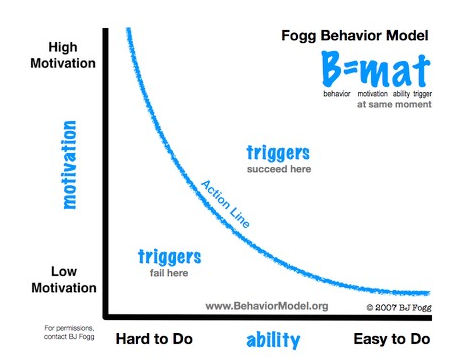 Fogg Behavior Model
B=mat
behavior motivation ability trigger
at same moment
High
Motivation
motivation
triggers
succeed here
Action Line
triggers
fail here
Low
Motivation
www.BehaviorModel.org
© 2007 BJ Fogg
For permissions,
contact BJ Fogg
Hard to Do
ability
Easy to Do